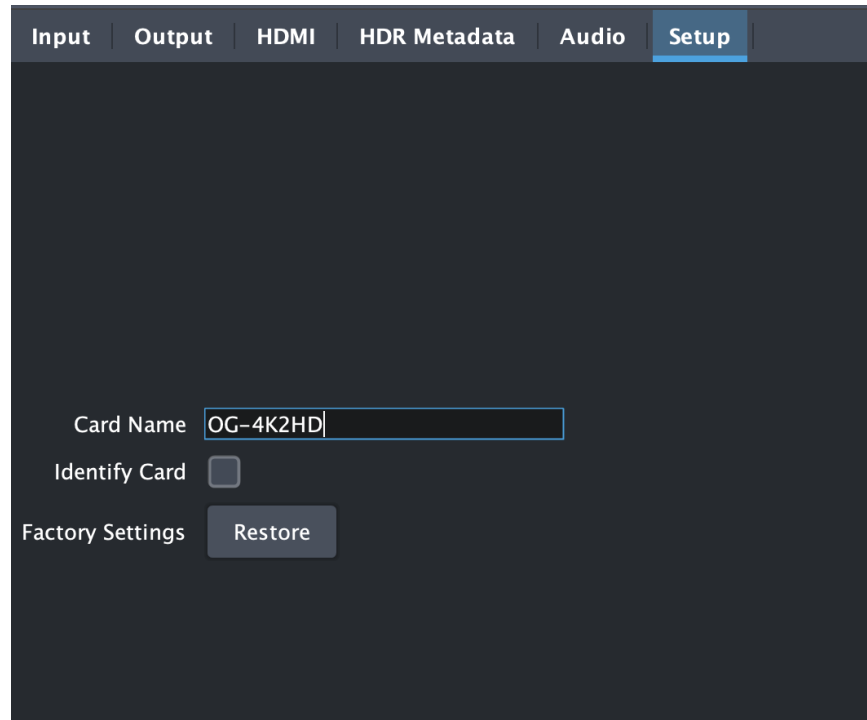 Input Output HDMI HDR Metadata Audio Setup
Card Name OG-4K2HD
Identify Card
Factory Settings Restore